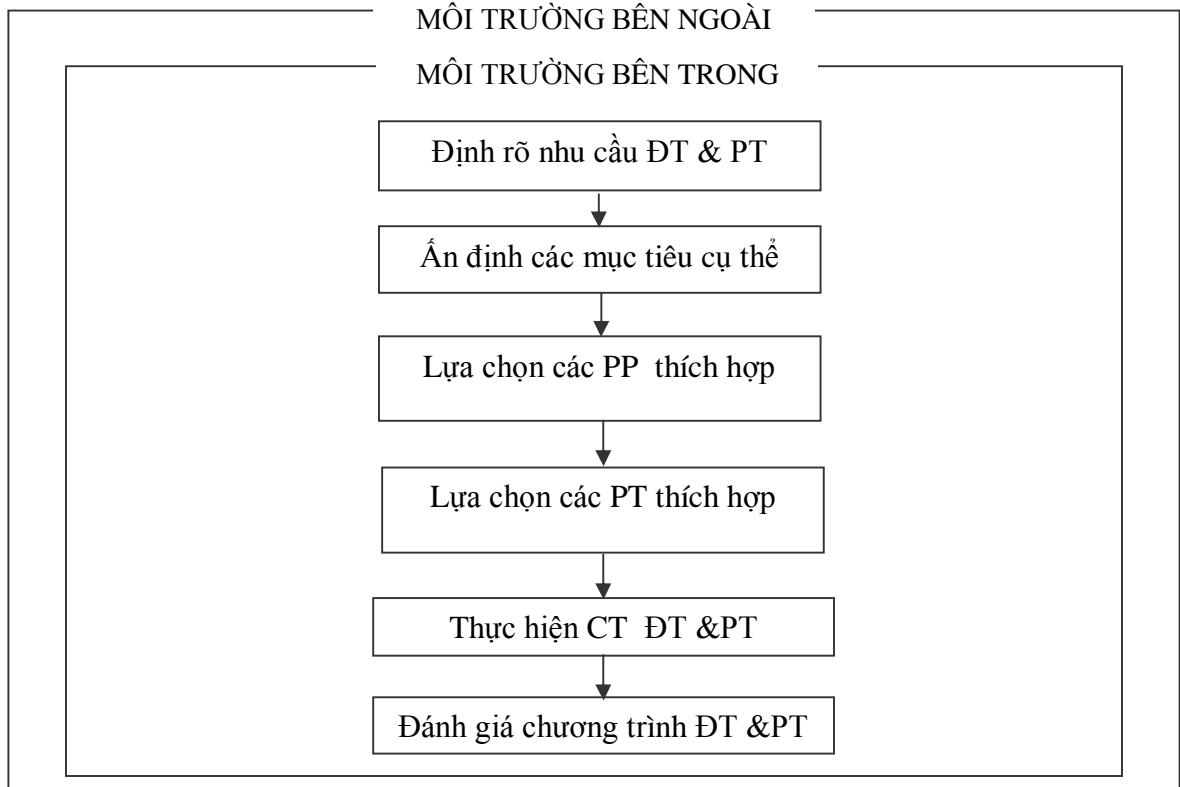 MÔI TRƯỜNG BÊN NGOÀI
MÔI TRƯỜNG BÊN TRONG
Định rõ nhu cầu ĐT & PT
Ấn định các mục tiêu cụ thể
Lựa chọn các PP thích hợp
Lựa chọn các PT thích hợp
Thực hiện CT ĐT &PT
Đánh giá chương trình ĐT &PT